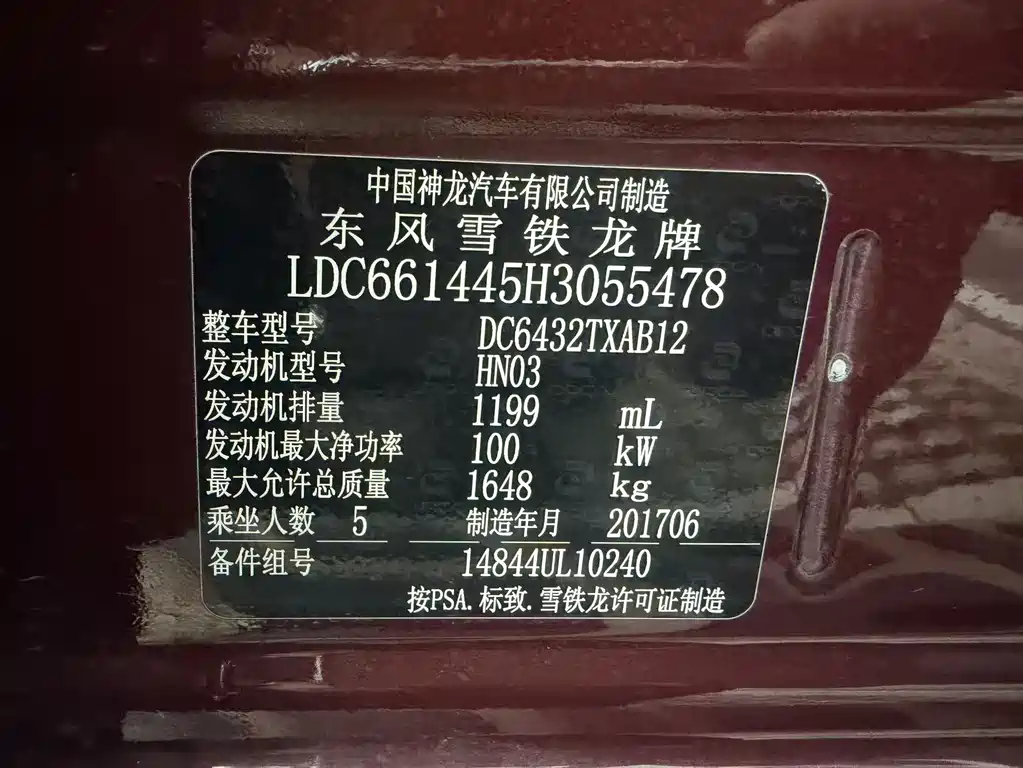 中国神龙汽车有限公司制造
东风雪铁龙牌
LDC661445H3055478
整车型号 DC6432TXAB12
发动机型号 HN03
发动机排量 1199 mL
发动机最大净功率 100 kW
最大允许总质量 1648 kg
乘坐人数 5 制造年月 201706
备件组号 14844UL10240
按PSA.标致.雪铁龙许可证制造